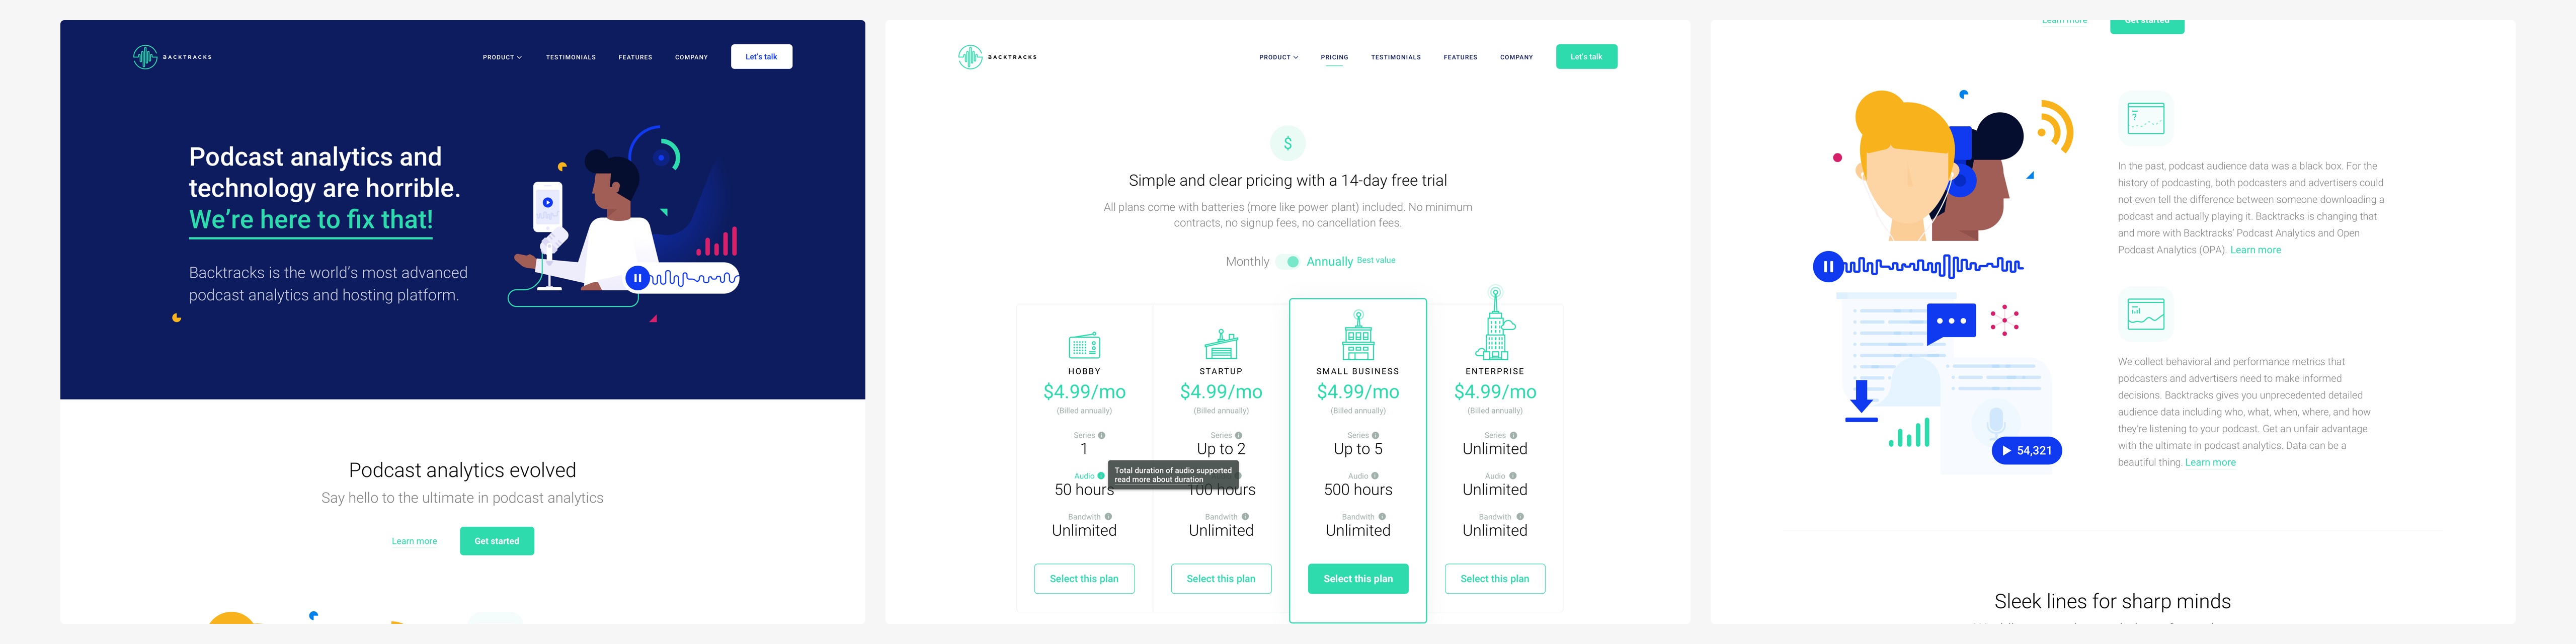 BACKTRACKS
PRODUCT TESTIMONIALS FEATURES COMPANY Let's talk
Podcast analytics and
technology are horrible.
We're here to fix that!
Backtracks is the world's most advanced
podcast analytics and hosting platform.
Podcast analytics evolved
Say hello to the ultimate in podcast analytics
Learn more Get started
BACKTRACKS
PRODUCT PRICING TESTIMONIALS FEATURES COMPANY Let's talk
$
Simple and clear pricing with a 14-day free trial
All plans come with batteries (more like power plant) included. No minimum
contracts, no signup fees, no cancellation fees.
Monthly Annually Best value
HOBBY STARTUP SMALL BUSINESS ENTERPRISE
$4.99/mo $4.99/mo $4.99/mo $4.99/mo
(Billed annually) (Billed annually) (Billed annually) (Billed annually)
Series Series Series Series
1 Up to 2 Up to 5 Unlimited
Total duration of audio supported
read more about duration
Audio Audio Audio
50 hours 100 hours 500 hours Unlimited
Bandwith Bandwith Bandwith Bandwith
Unlimited Unlimited Unlimited Unlimited
Select this plan Select this plan Select this plan Select this plan
Learn more Get started
?
In the past, podcast audience data was a black box. For the
history of podcasting, both podcasters and advertisers could
not even tell the difference between someone downloading a
podcast and actually playing it. Backtracks is changing that
and more with Backtracks' Podcast Analytics and Open
Podcast Analytics (OPA). Learn more
We collect behavioral and performance metrics that
podcasters and advertisers need to make informed
decisions. Backtracks gives you unprecedented detailed
audience data including who, what, when, where, and how
they're listening to your podcast. Get an unfair advantage
with the ultimate in podcast analytics. Data can be a
beautiful thing. Learn more
54,321
Sleek lines for sharp minds